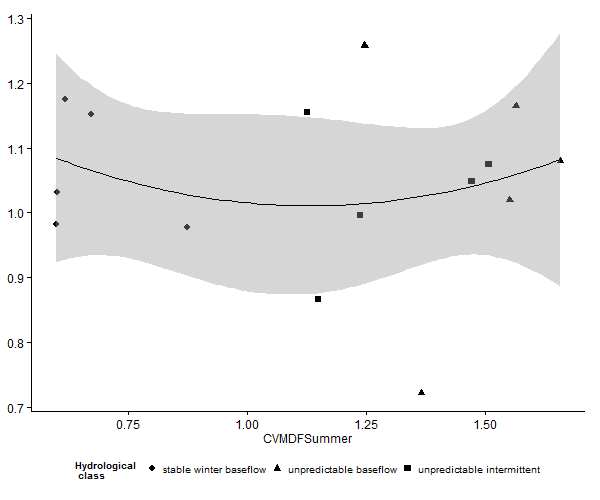 1.3
1.2
1.1
1.0
0.9
0.8
0.7
0.75 1.00 1.25 1.50
CVMDFSummer
Hydrological
class
stable winter baseflow unpredictable baseflow unpredictable intermittent